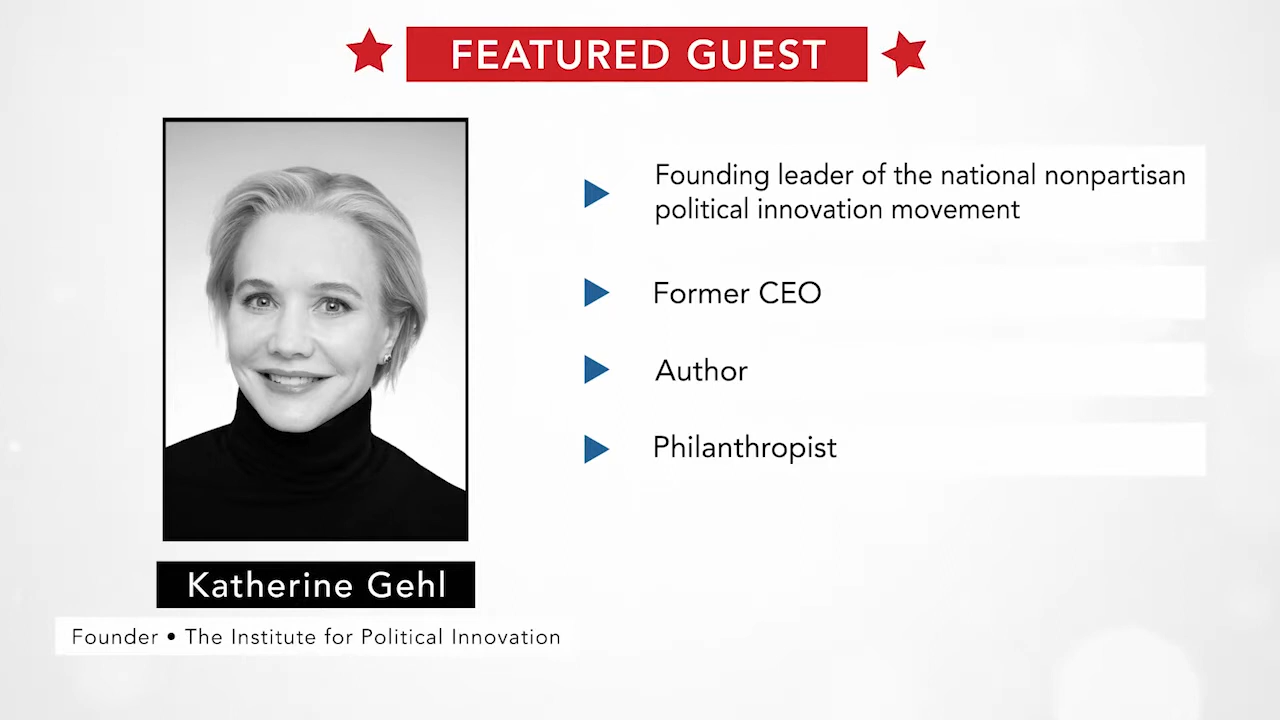 FEATURED GUEST
Founding leader of the national nonpartisan
political innovation movement
Former CEO
Author
Philanthropist
Katherine Gehl
Founder • The Institute for Political Innovation